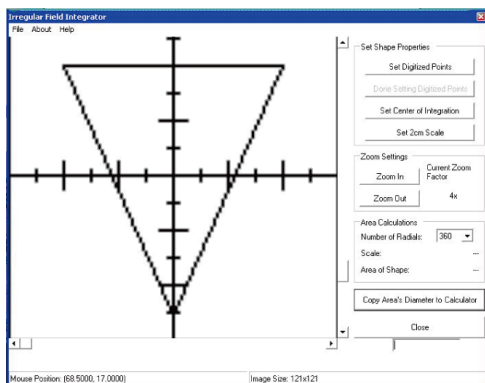 Irregular Field Integrator
File About Help
Set Shape Properties
Set Digitized Points
Done Setting Digitized Points
Set Center of Integration
Set 2cm Scale
Zoom Settings
Zoom In
Current Zoom
Factor
Zoom Out
4x
Area Calculations
Number of Radials: 360
Scale: ---
Area of Shape: ---
Copy Area's Diameter to Calculator
Close
Mouse Position: (68.5000, 17.0000) Image Size: 121x121